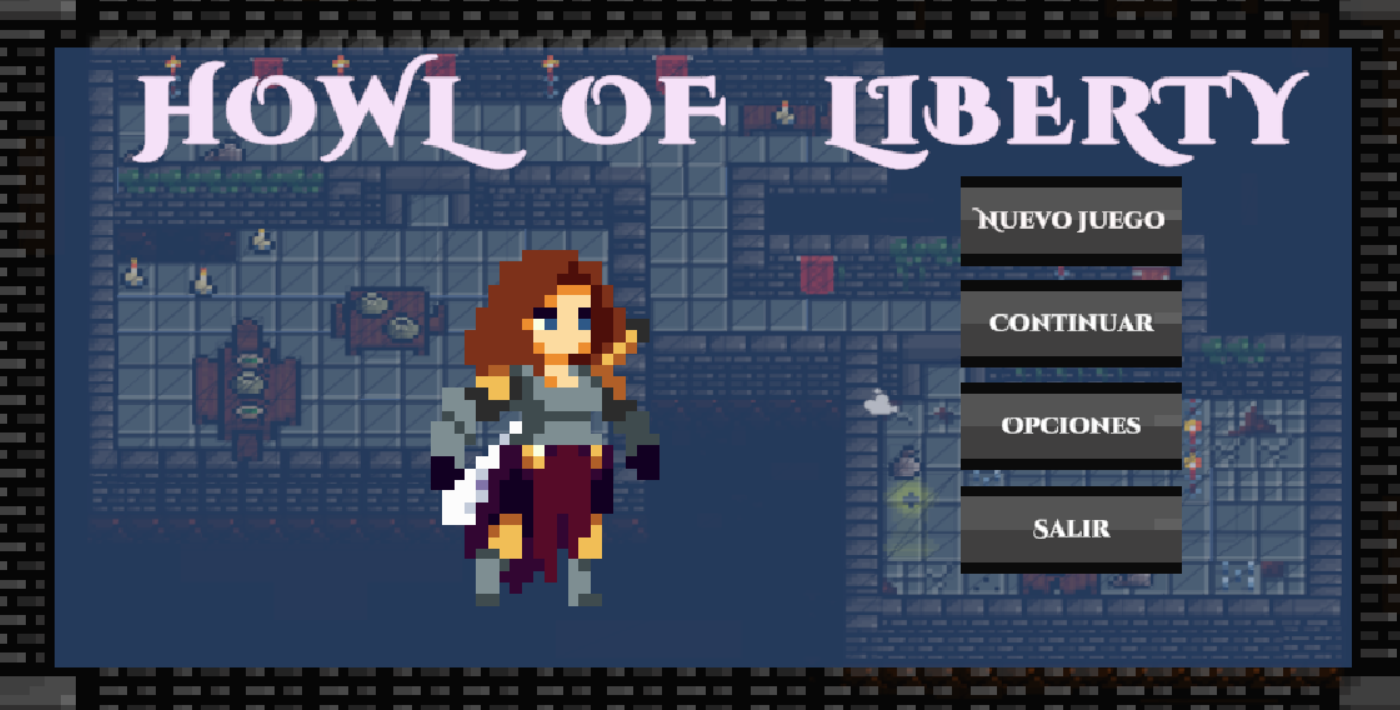 HOWL OF LIBERTY
NUEVO JUEGO
CONTINUAR
OPCIONES
SALIR